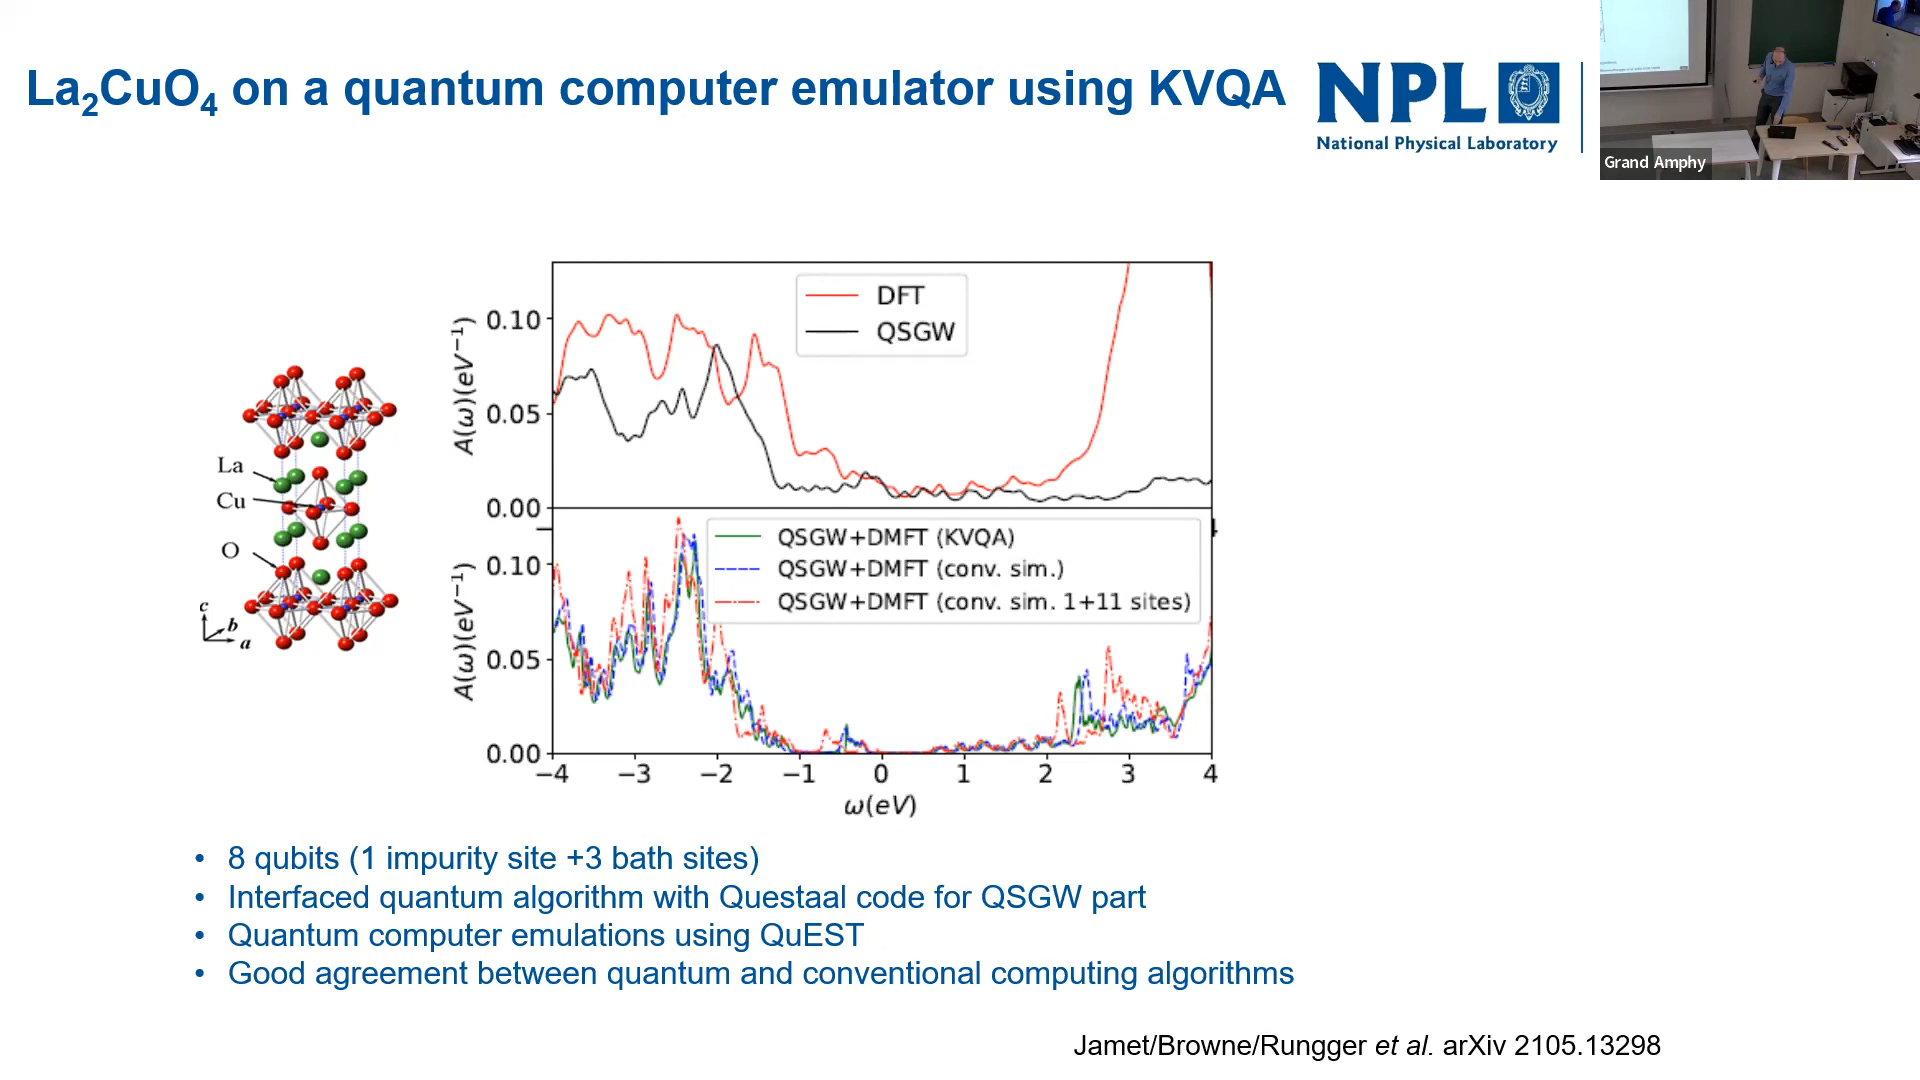 La₂CuO₄ on a quantum computer emulator using KVQA
NPL
National Physical Laboratory
Grand Amphy
La
Cu
O
c
b
a
DFT
QSGW
A(ω)(eV⁻¹)
0.10
0.05
0.00
QSGW+DMFT (KVQA)
QSGW+DMFT (conv. sim.)
QSGW+DMFT (conv. sim. 1+11 sites)
A(ω)(eV⁻¹)
0.10
0.05
0.00
−4 −3 −2 −1 0 1 2 3 4
ω(eV)
• 8 qubits (1 impurity site +3 bath sites)
• Interfaced quantum algorithm with Questaal code for QSGW part
• Quantum computer emulations using QuEST
• Good agreement between quantum and conventional computing algorithms
Jamet/Browne/Rungger et al. arXiv 2105.13298